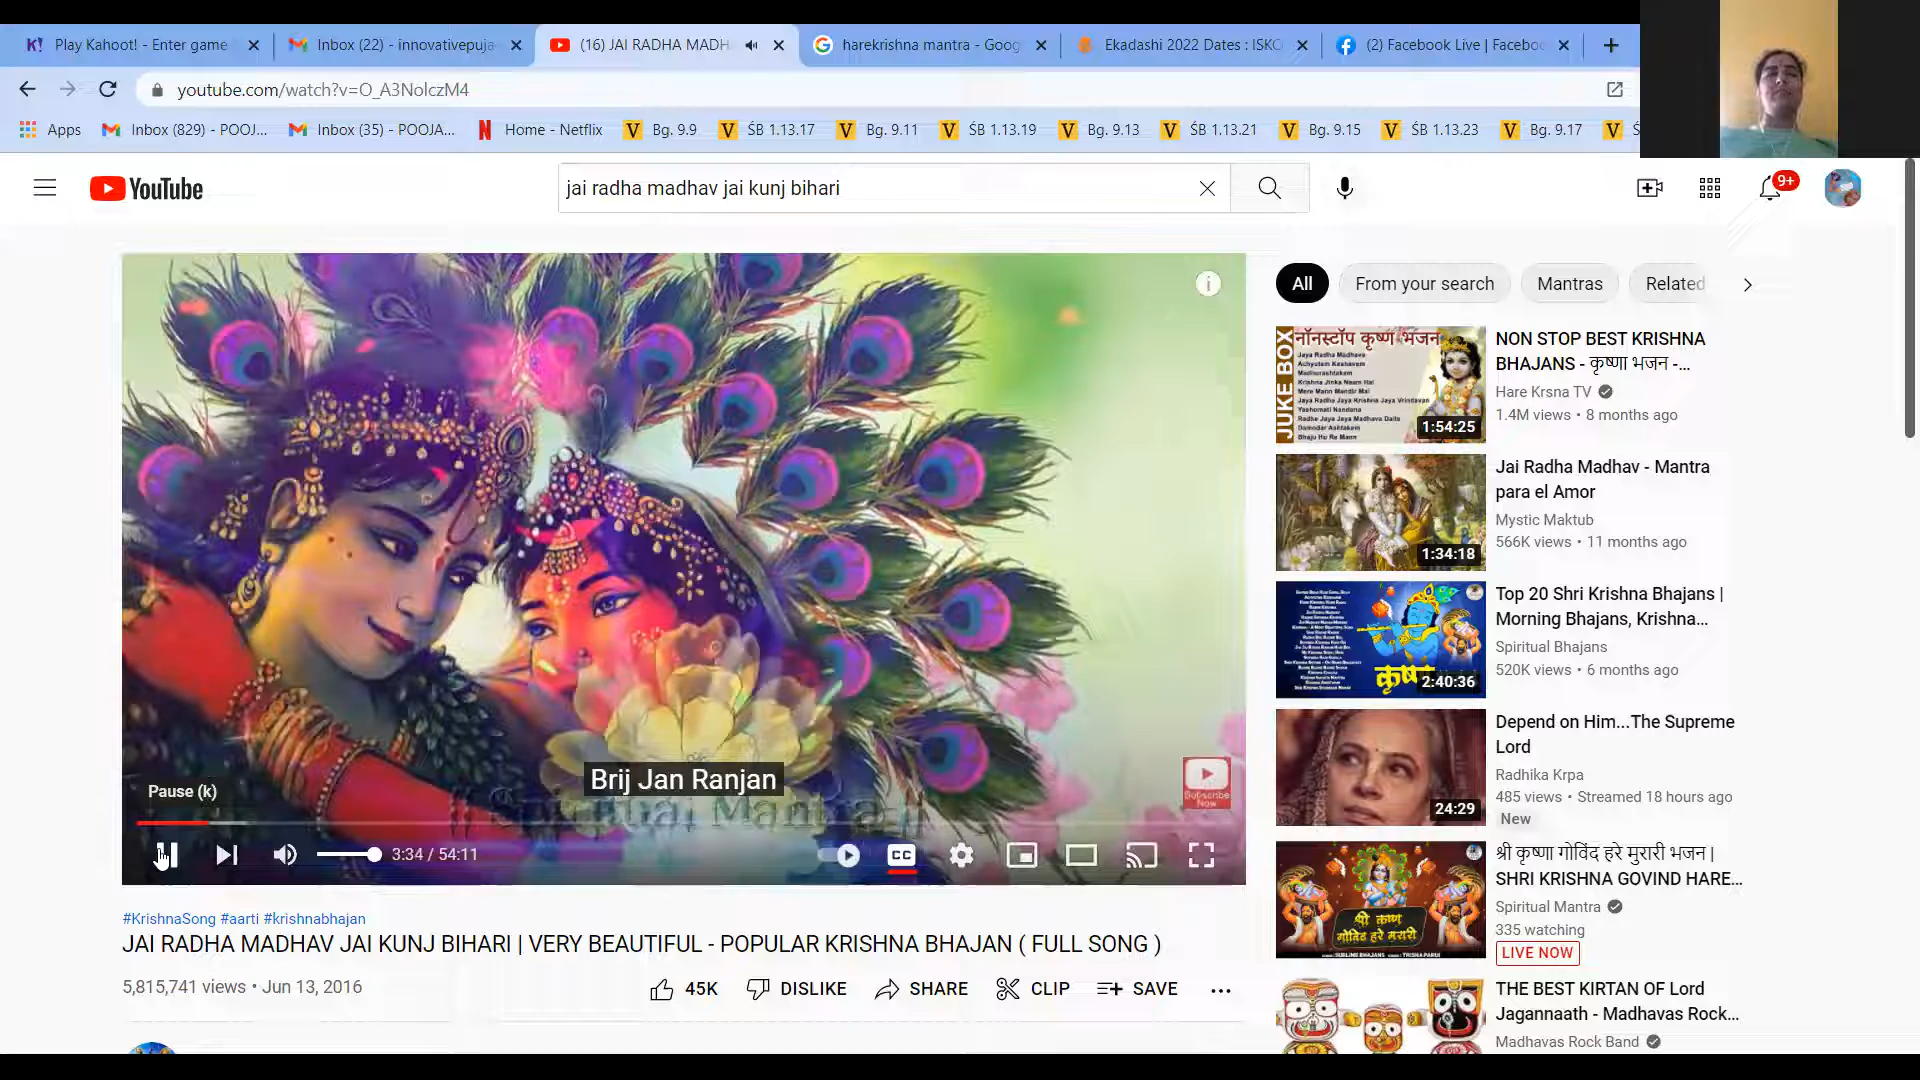 Play Kahoot! - Enter game
Inbox (22) - innovativepuja
(16) JAI RADHA MADH
harekrishna mantra - Goog
Ekadashi 2022 Dates : ISKC
(2) Facebook Live | Facebo
youtube.com/watch?v=O_A3NolczM4
Apps
Inbox (829) - POOJ...
Inbox (35) - POOJA...
Home - Netflix
Bg. 9.9
ŚB 1.13.17
Bg. 9.11
ŚB 1.13.19
Bg. 9.13
ŚB 1.13.21
Bg. 9.15
ŚB 1.13.23
Bg. 9.17
YouTube
jai radha madhav jai kunj bihari
9+
Brij Jan Ranjan
Spiritual Mantra
Subscribe
Now
Pause (k)
3:34 / 54:11
CC
#KrishnaSong #aarti #krishnabhajan
JAI RADHA MADHAV JAI KUNJ BIHARI | VERY BEAUTIFUL - POPULAR KRISHNA BHAJAN ( FULL SONG )
5,815,741 views • Jun 13, 2016
45K
DISLIKE
SHARE
CLIP
SAVE
All
From your search
Mantras
Related
JUKE BOX
नॉनस्टॉप कृष्ण भजन
Jaya Radha Madhava
Achyutam Keshavam
Madhurashtakam
Krishna Jinka Naam Hai
Mere Mann Mandir Mai
Jaya Radha Jaya Krishna Jaya Vrindavan
Yashomati Nandana
Radhe Jaya Jaya Madhava Daite
Damodar Ashtakam
Bhaju Hu Re Mann
1:54:25
NON STOP BEST KRISHNA
BHAJANS - कृष्णा भजन -...
Hare Krsna TV
1.4M views • 8 months ago
1:34:18
Jai Radha Madhav - Mantra
para el Amor
Mystic Maktub
566K views • 11 months ago
कृष्ण
2:40:36
Top 20 Shri Krishna Bhajans |
Morning Bhajans, Krishna...
Spiritual Bhajans
520K views • 6 months ago
24:29
Depend on Him...The Supreme
Lord
Radhika Krpa
485 views • Streamed 18 hours ago
New
श्री कृष्ण
गोविंद हरे मुरारी
श्री कृष्णा गोविंद हरे मुरारी भजन |
SHRI KRISHNA GOVIND HARE...
Spiritual Mantra
335 watching
LIVE NOW
THE BEST KIRTAN OF Lord
Jagannaath - Madhavas Rock...
Madhavas Rock Band